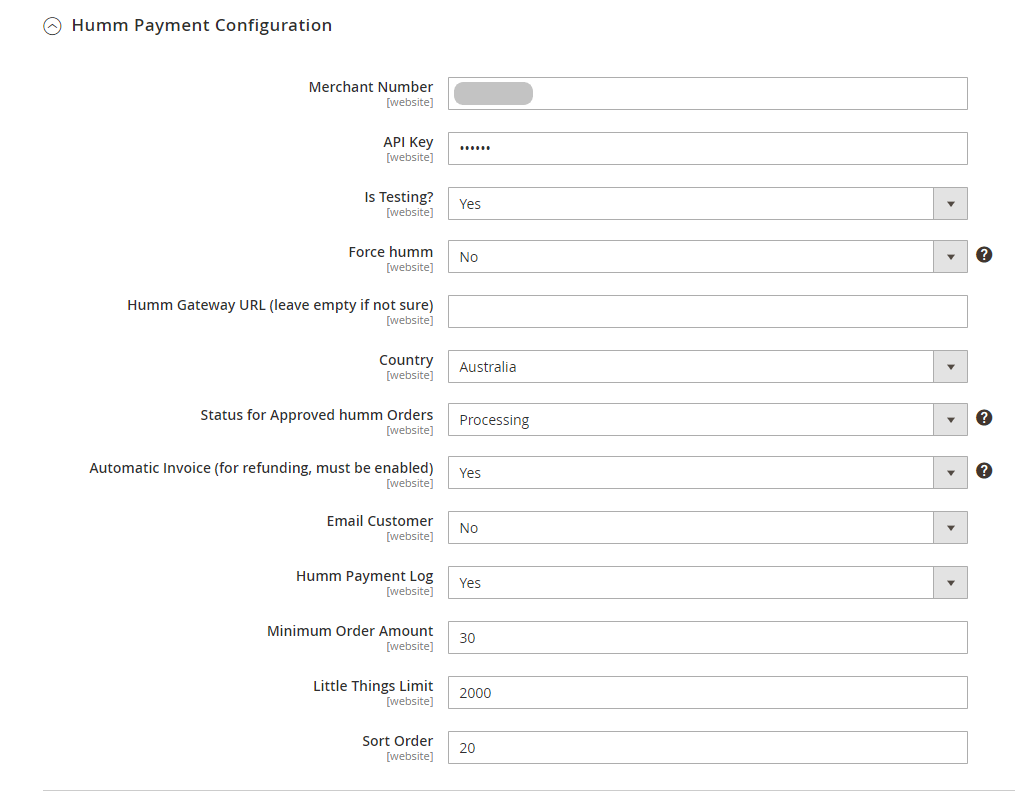 Humm Payment Configuration
Merchant Number
[website]
API Key
[website]
••••••
Is Testing?
[website]
Yes
Force humm
[website]
No
?
Humm Gateway URL (leave empty if not sure)
[website]
Country
[website]
Australia
Status for Approved humm Orders
[website]
Processing
?
Automatic Invoice (for refunding, must be enabled)
[website]
Yes
?
Email Customer
[website]
No
Humm Payment Log
[website]
Yes
Minimum Order Amount
[website]
30
Little Things Limit
[website]
2000
Sort Order
[website]
20